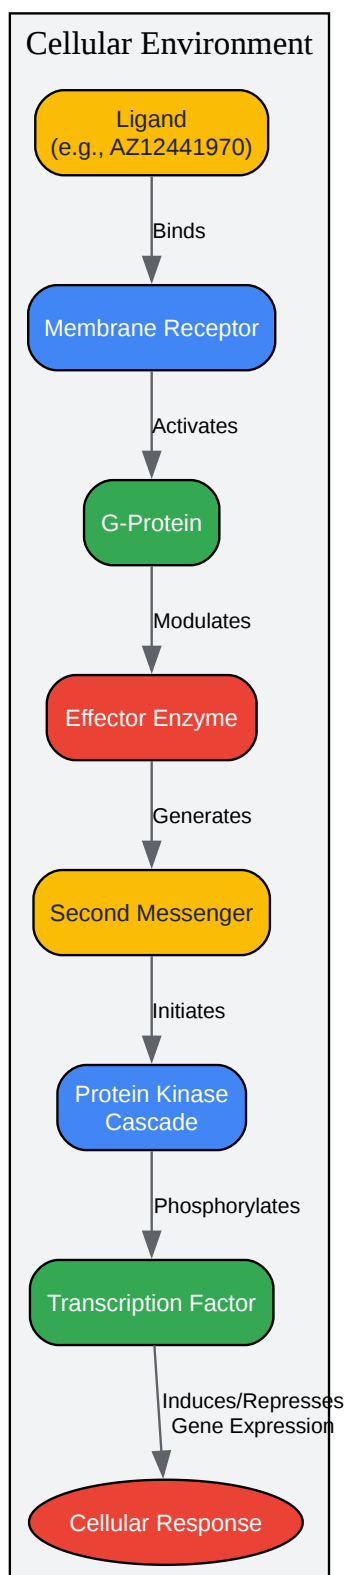 Cellular Environment
Ligand
(e.g., AZ12441970)
Binds
Membrane Receptor
Activates
G-Protein
Modulates
Effector Enzyme
Generates
Second Messenger
Initiates
Protein Kinase
Cascade
Phosphorylates
Transcription Factor
Induces/Represses
Gene Expression
Cellular Response